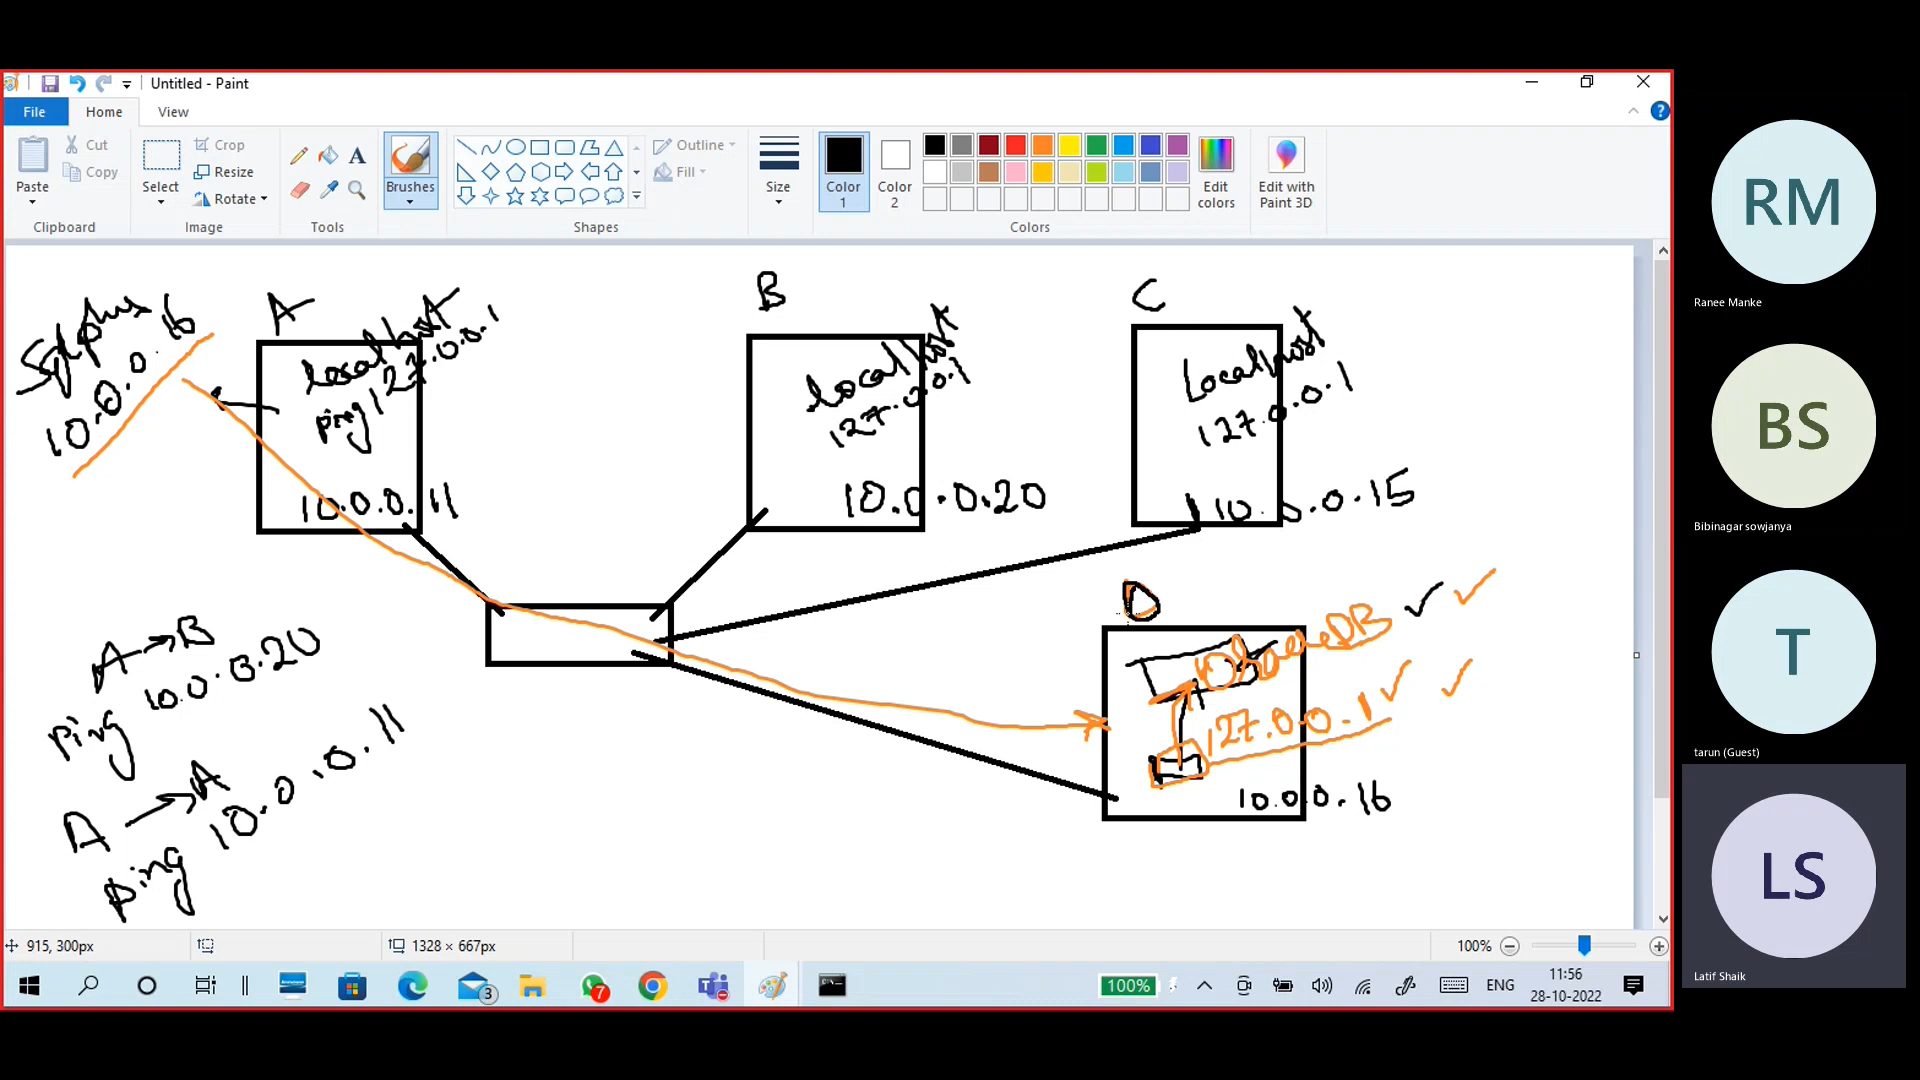 Untitled - Paint
File
Home
View
Paste
Cut
Copy
Clipboard
Select
Crop
Resize
Rotate
Image
Tools
Brushes
Shapes
Outline
Fill
Size
Color 1
Color 2
Edit colors
Edit with Paint 3D
Colors
Sqlplus
10.0.0.16
A
localhost
127.0.0.1
ping
10.0.0.11
B
localhost
127.0.0.1
10.0.0.20
C
Localhost
127.0.0.1
10.0.0.15
D
OracleDB
127.0.0.1
10.0.0.16
A → B
ping 10.0.0.20
A → A
ping 10.0.0.11
915, 300px
1328 × 667px
100%
3
7
100%
ENG
11:56
28-10-2022
RM
Ranee Manke
BS
Bibinagar sowjanya
T
tarun (Guest)
LS
Latif Shaik